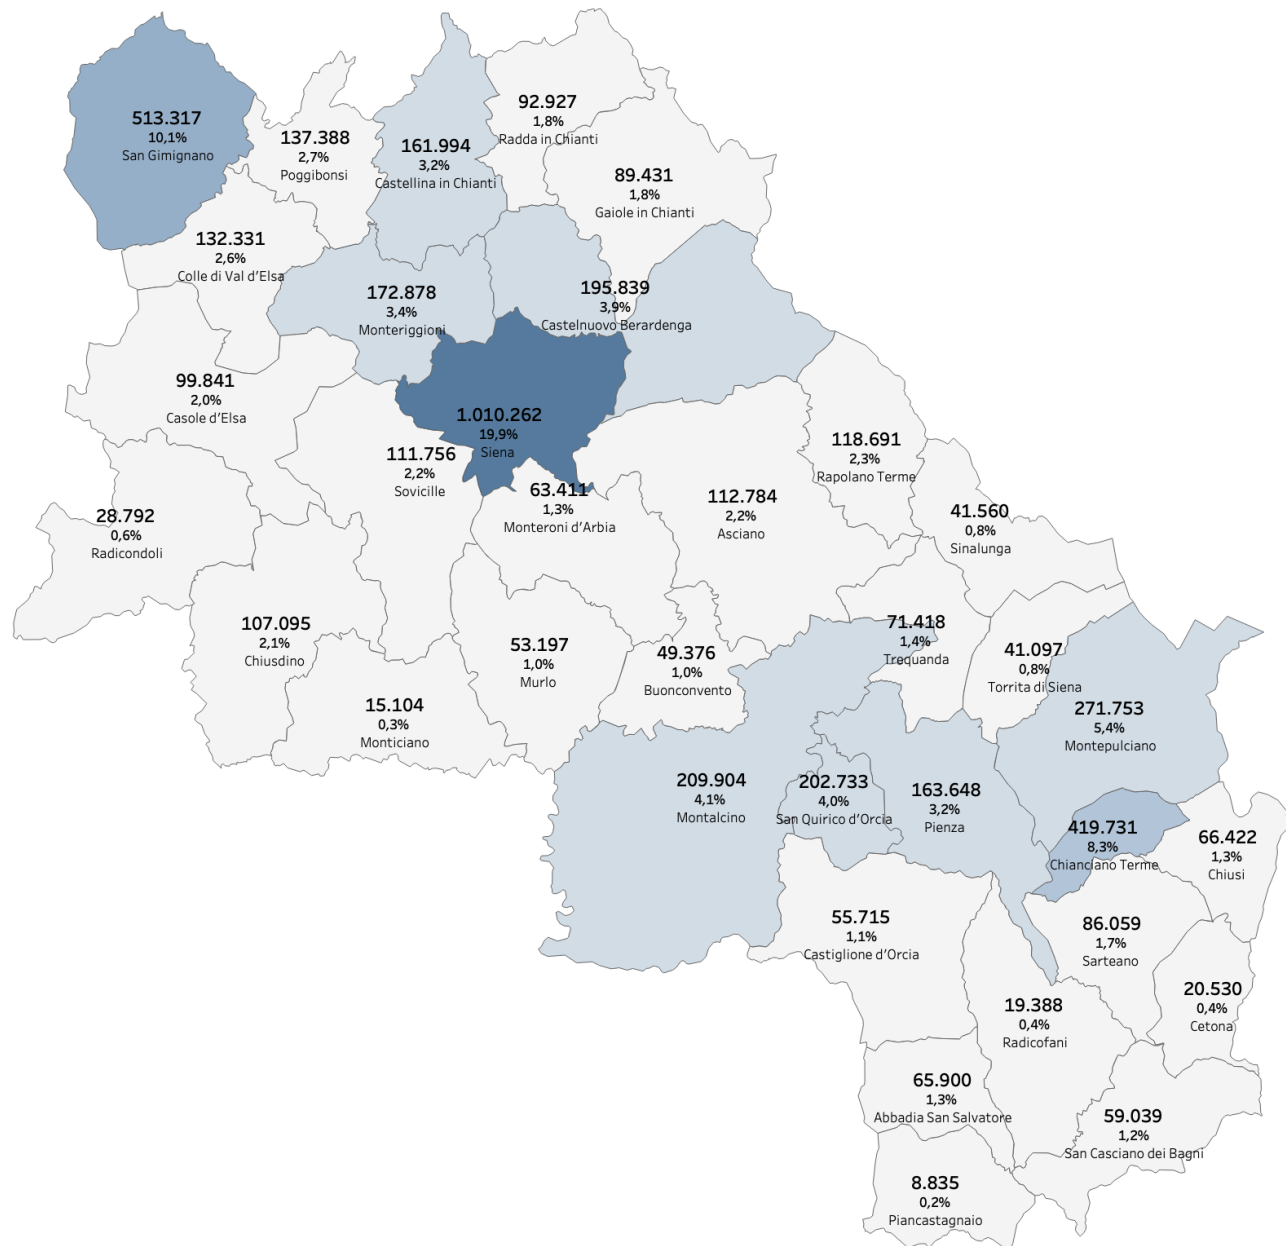 513.317
10,1%
San Gimignano
137.388
2,7%
Poggibonsi
161.994
3,2%
Castellina in Chianti
92.927
1,8%
Radda in Chianti
89.431
1,8%
Gaiole in Chianti
132.331
2,6%
Colle di Val d'Elsa
172.878
3,4%
Monteriggioni
195.839
3,9%
Castelnuovo Berardenga
99.841
2,0%
Casole d'Elsa
1.010.262
19,9%
Siena
111.756
2,2%
Sovicille
118.691
2,3%
Rapolano Terme
63.411
1,3%
Monteroni d'Arbia
112.784
2,2%
Asciano
28.792
0,6%
Radicondoli
41.560
0,8%
Sinalunga
107.095
2,1%
Chiusdino
53.197
1,0%
Murlo
49.376
1,0%
Buonconvento
71.418
1,4%
Trequanda
41.097
0,8%
Torrita di Siena
15.104
0,3%
Monticiano
271.753
5,4%
Montepulciano
209.904
4,1%
Montalcino
202.733
4,0%
San Quirico d'Orcia
163.648
3,2%
Pienza
419.731
8,3%
Chianciano Terme
66.422
1,3%
Chiusi
55.715
1,1%
Castiglione d'Orcia
86.059
1,7%
Sarteano
19.388
0,4%
Radicofani
20.530
0,4%
Cetona
65.900
1,3%
Abbadia San Salvatore
59.039
1,2%
San Casciano dei Bagni
8.835
0,2%
Piancastagnaio